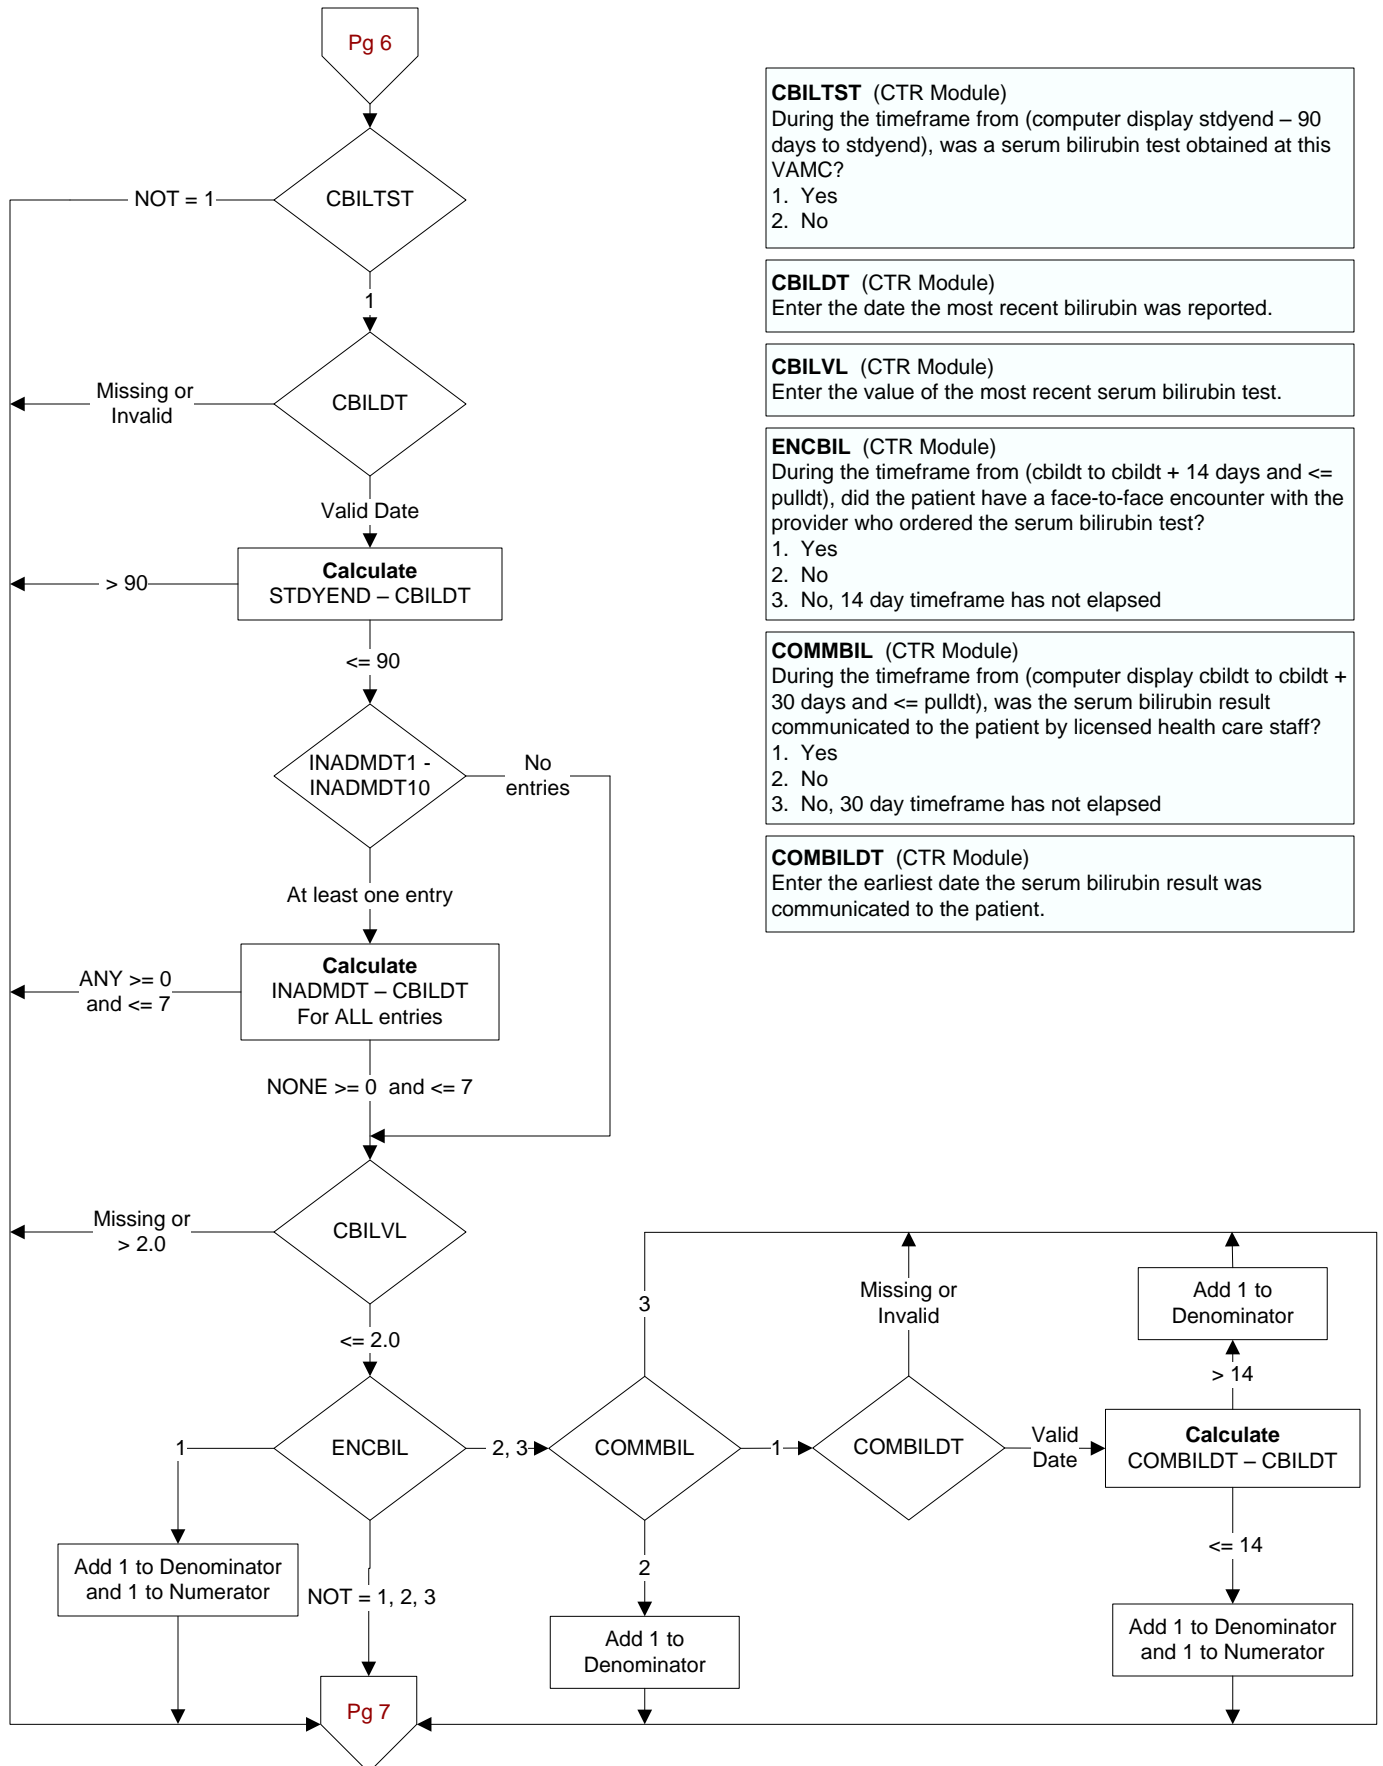 Pg 6
CBILTST
NOT = 1
1
CBILDT
Missing or
Invalid
Valid Date
Calculate
STDYEND – CBILDT
> 90
<= 90
INADMDT1 -
INADMDT10
No
entries
At least one entry
Calculate
INADMDT – CBILDT
For ALL entries
ANY >= 0
and <= 7
NONE >= 0 and <= 7
CBILVL
Missing or
> 2.0
<= 2.0
ENCBIL
1
Add 1 to Denominator
and 1 to Numerator
NOT = 1, 2, 3
2, 3
COMMBIL
3
2
Add 1 to
Denominator
1
COMBILDT
Missing or
Invalid
Valid
Date
Calculate
COMBILDT – CBILDT
> 14
Add 1 to
Denominator
<= 14
Add 1 to Denominator
and 1 to Numerator
Pg 7
CBILTST (CTR Module)
During the timeframe from (computer display stdyend – 90
days to stdyend), was a serum bilirubin test obtained at this
VAMC?
1. Yes
2. No
CBILDT (CTR Module)
Enter the date the most recent bilirubin was reported.
CBILVL (CTR Module)
Enter the value of the most recent serum bilirubin test.
ENCBIL (CTR Module)
During the timeframe from (cbildt to cbildt + 14 days and <=
pulldt), did the patient have a face-to-face encounter with the
provider who ordered the serum bilirubin test?
1. Yes
2. No
3. No, 14 day timeframe has not elapsed
COMMBIL (CTR Module)
During the timeframe from (computer display cbildt to cbildt +
30 days and <= pulldt), was the serum bilirubin result
communicated to the patient by licensed health care staff?
1. Yes
2. No
3. No, 30 day timeframe has not elapsed
COMBILDT (CTR Module)
Enter the earliest date the serum bilirubin result was
communicated to the patient.